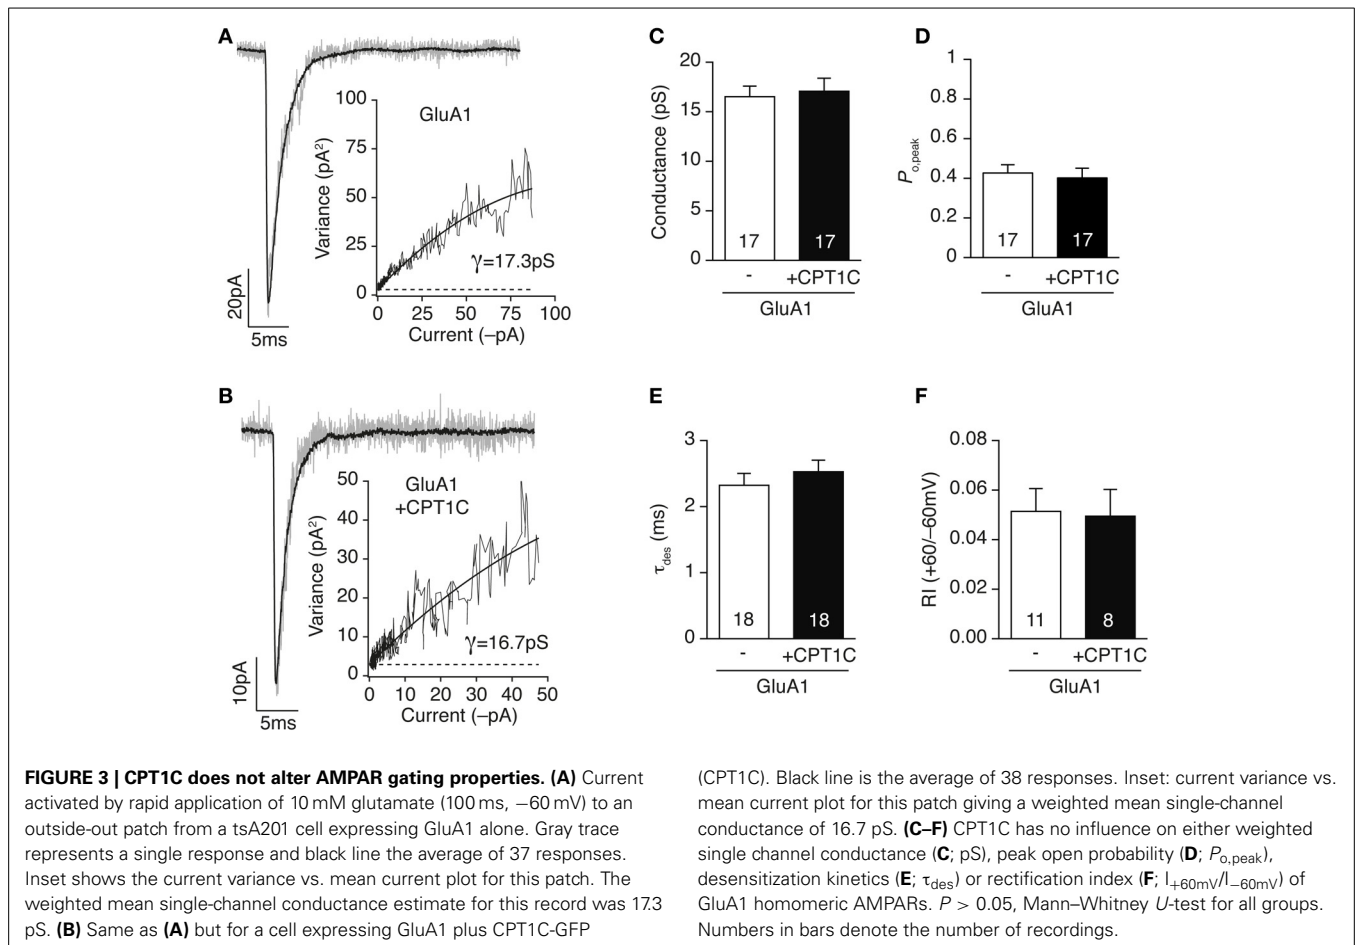 A
100
75
50
25
0
Variance (pA²)
GluA1
γ=17.3pS
0 25 50 75 100
Current (–pA)
20pA
5ms
B
50
40
30
20
10
0
Variance (pA²)
GluA1
+CPT1C
γ=16.7pS
0 10 20 30 40 50
Current (–pA)
10pA
5ms
C
20
15
10
5
0
Conductance (pS)
17 17
- +CPT1C
GluA1
D
1
0.8
0.6
0.4
0.2
0
Po,peak
17 17
- +CPT1C
GluA1
E
3
2
1
0
τdes (ms)
18 18
- +CPT1C
GluA1
F
0.08
0.06
0.04
0.02
0.00
RI (+60/–60mV)
11 8
- +CPT1C
GluA1
FIGURE 3 | CPT1C does not alter AMPAR gating properties. (A) Current
activated by rapid application of 10 mM glutamate (100 ms, −60 mV) to an
outside-out patch from a tsA201 cell expressing GluA1 alone. Gray trace
represents a single response and black line the average of 37 responses.
Inset shows the current variance vs. mean current plot for this patch. The
weighted mean single-channel conductance estimate for this record was 17.3
pS. (B) Same as (A) but for a cell expressing GluA1 plus CPT1C-GFP
(CPT1C). Black line is the average of 38 responses. Inset: current variance vs.
mean current plot for this patch giving a weighted mean single-channel
conductance of 16.7 pS. (C–F) CPT1C has no influence on either weighted
single channel conductance (C; pS), peak open probability (D; Po,peak),
desensitization kinetics (E; τdes) or rectification index (F; I+60mV/I−60mV) of
GluA1 homomeric AMPARs. P > 0.05, Mann–Whitney U-test for all groups.
Numbers in bars denote the number of recordings.